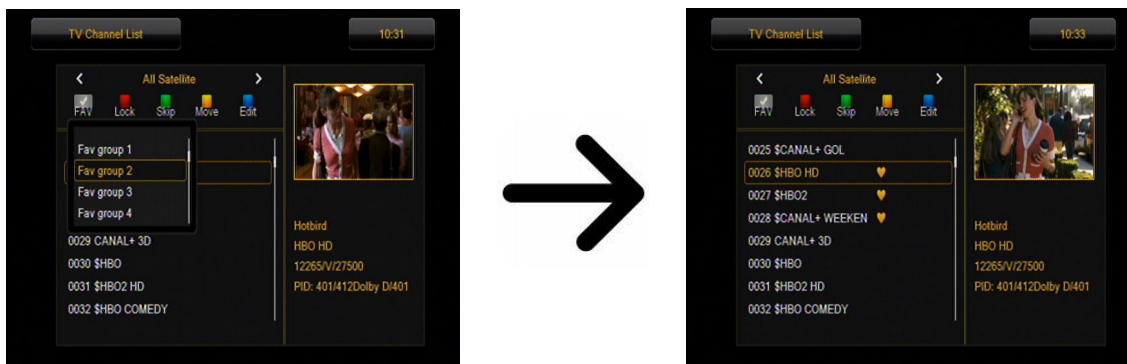 TV Channel List
10:31
All Satellite
FAV Lock Skip Move Edit
Fav group 1
Fav group 2
Fav group 3
Fav group 4
0029 CANAL+ 3D
0030 $HBO
0031 $HBO2 HD
0032 $HBO COMEDY
Hotbird
HBO HD
12265/V/27500
PID: 401/412Dolby D/401
TV Channel List
10:33
All Satellite
FAV Lock Skip Move Edit
0025 $CANAL+ GOL
0026 $HBO HD
0027 $HBO2
0028 $CANAL+ WEEKEN
0029 CANAL+ 3D
0030 $HBO
0031 $HBO2 HD
0032 $HBO COMEDY
Hotbird
HBO HD
12265/V/27500
PID: 401/412Dolby D/401